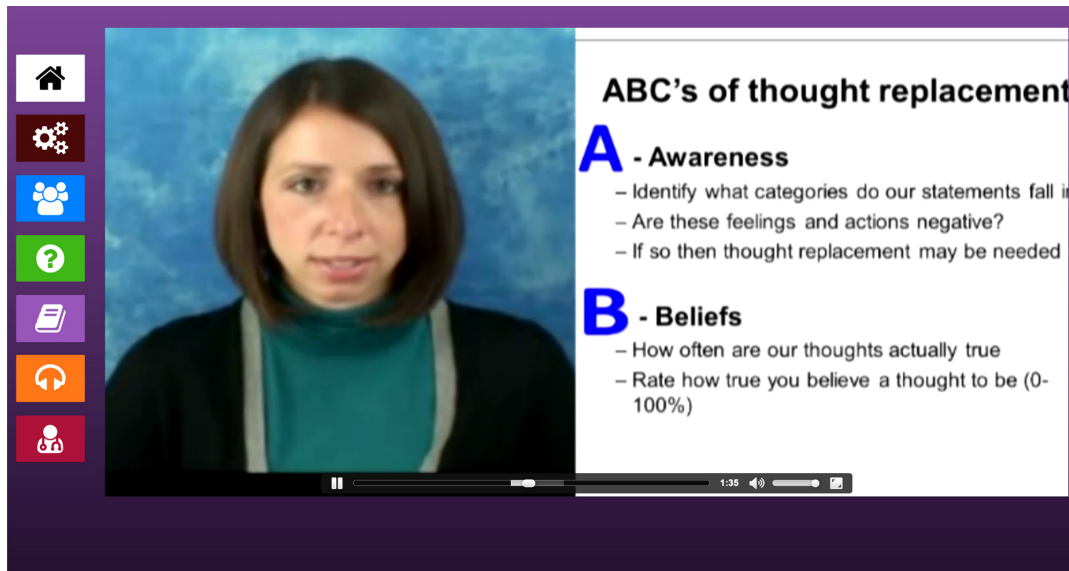 ABC's of thought replacement
A - Awareness
– Identify what categories do our statements fall
– Are these feelings and actions negative?
– If so then thought replacement may be needed
B - Beliefs
– How often are our thoughts actually true
– Rate how true you believe a thought to be (0-
100%)
1:35